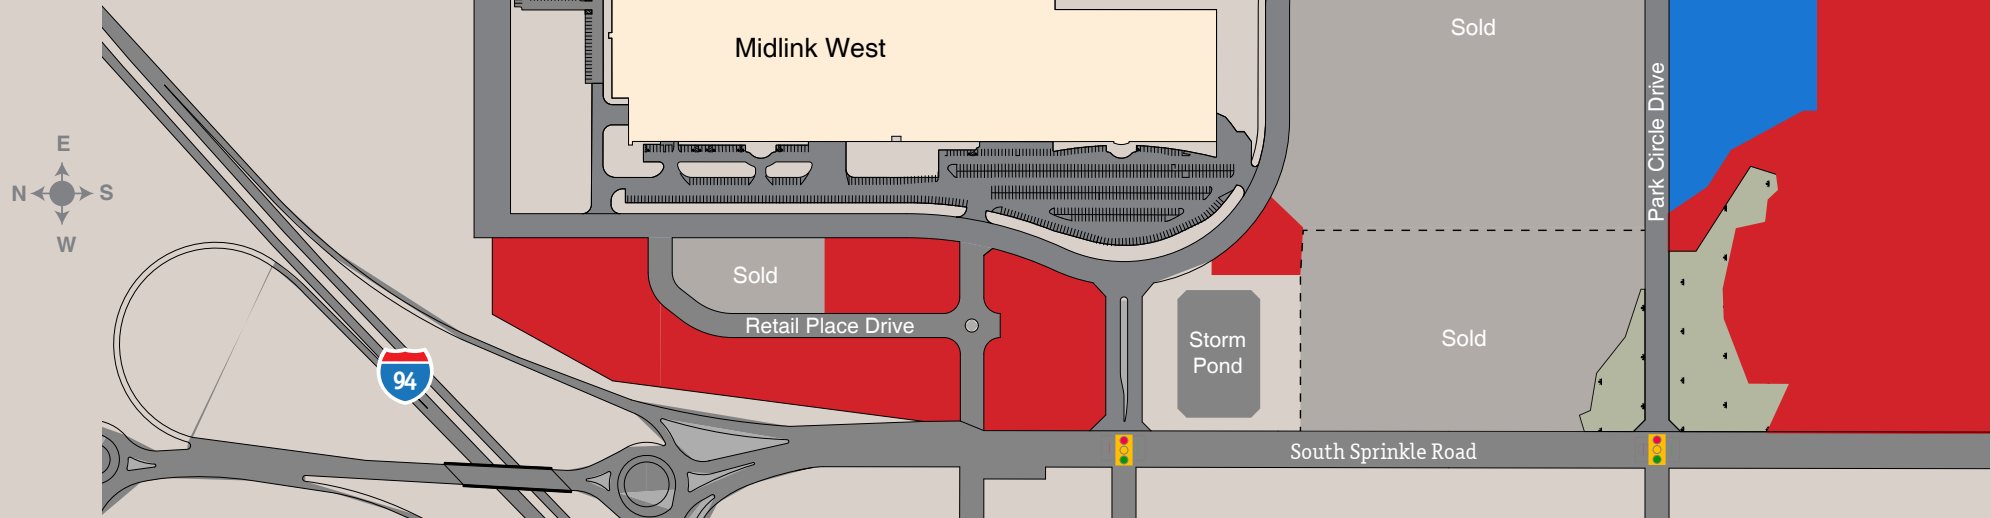 Sold
Midlink West
Park Circle Drive
E
N
S
W
Sold
Retail Place Drive
Storm
Pond
Sold
94
South Sprinkle Road